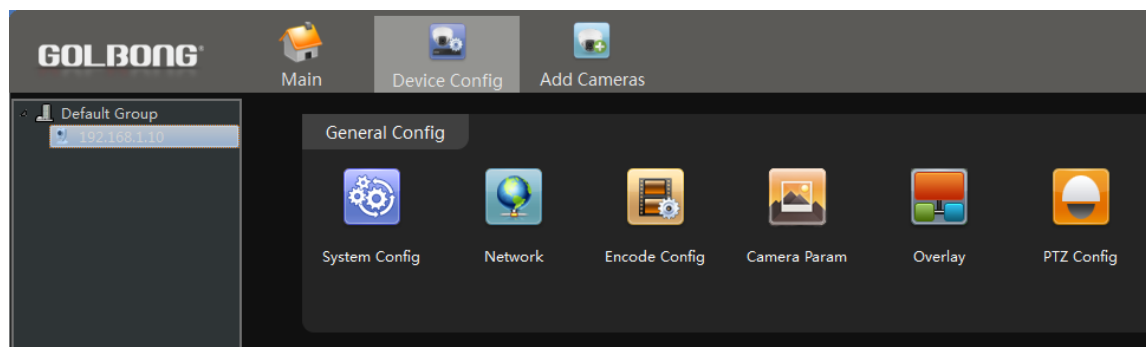 GOLBONG®
Main
Device Config
Add Cameras
Default Group
192.168.1.10
General Config
System Config
Network
Encode Config
Camera Param
Overlay
PTZ Config